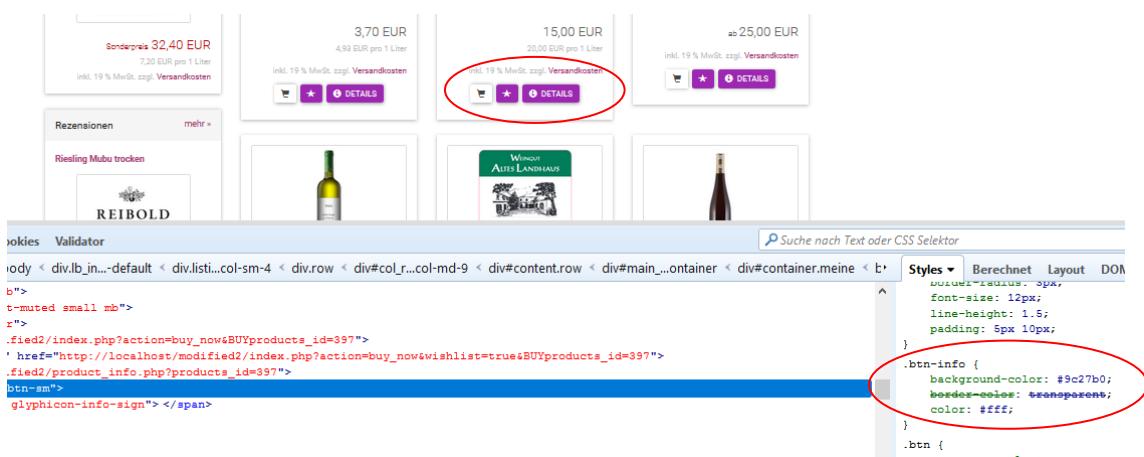 Sonderpreis 32,40 EUR
7,20 EUR pro 1 Liter
inkl. 19 % MwSt. zzgl. Versandkosten
Rezensionen mehr »
Riesling Mubu trocken
REIBOLD
3,70 EUR
4,93 EUR pro 1 Liter
inkl. 19 % MwSt. zzgl. Versandkosten
DETAILS
15,00 EUR
20,00 EUR pro 1 Liter
inkl. 19 % MwSt. zzgl. Versandkosten
DETAILS
WEINGUT
ALTES LANDHAUS
ab 25,00 EUR
inkl. 19 % MwSt. zzgl. Versandkosten
DETAILS
ookies Validator
Suche nach Text oder CSS Selektor
body < div.lb_in...-default < div.listi...col-sm-4 < div.row < div#col_r...col-md-9 < div#content.row < div#main_...ontainer < div#container.meine < b
b">
t-muted small mb">
r">
.fied2/index.php?action=buy_now&BUYproducts_id=397">
" href="http://localhost/modified2/index.php?action=buy_now&wishlist=true&BUYproducts_id=397">
.fied2/product_info.php?products_id=397">
btn-sm">
glyphicon-info-sign"> </span>
Styles Berechnet Layout DOM
border-radius: 3px;
font-size: 12px;
line-height: 1.5;
padding: 5px 10px;
}
.btn-info {
background-color: #9c27b0;
border-color: transparent;
color: #fff;
}
.btn {